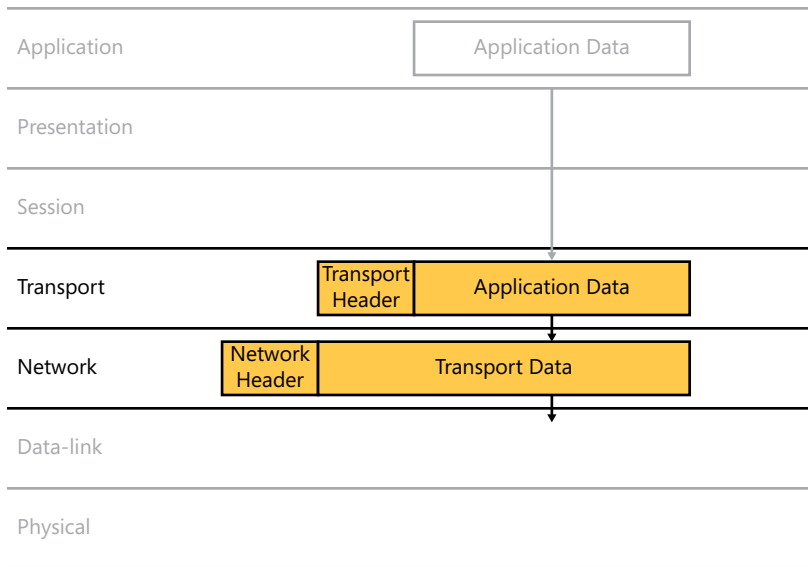 Application
Application Data
Presentation
Session
Transport
Transport
Header
Application Data
Network
Network
Header
Transport Data
Data-link
Physical